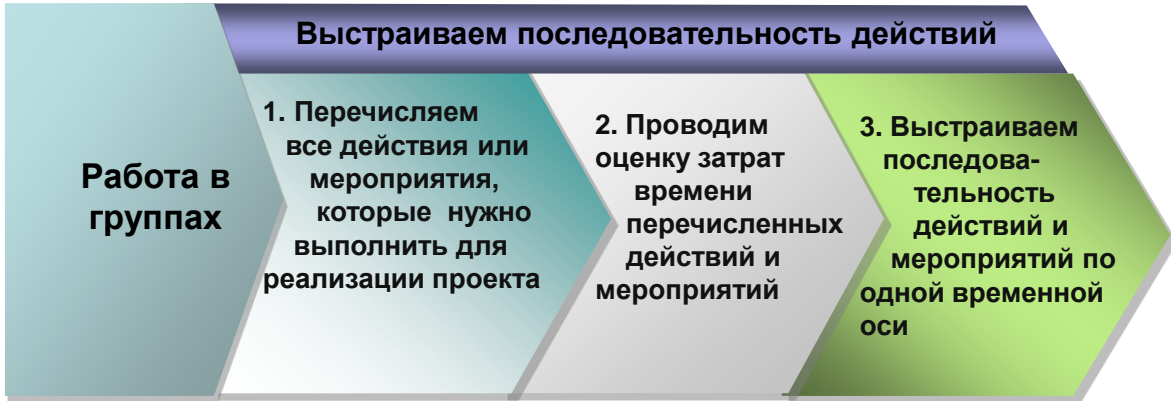 Выстраиваем последовательность действий
Работа в
группах
1. Перечисляем
все действия или
мероприятия,
которые нужно
выполнить для
реализации проекта
2. Проводим
оценку затрат
времени
перечисленных
действий и
мероприятий
3. Выстраиваем
последова-
тельность
действий и
мероприятий по
одной временной
оси